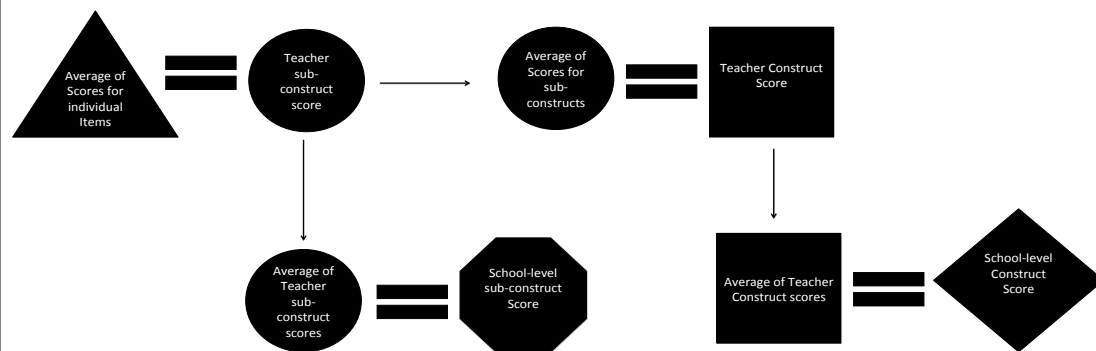 Average of
Scores for
individual
Items
Teacher
sub-
construct
score
Average of
Scores for
sub-
constructs
Teacher Construct
Score
Average of
Teacher
sub-
construct
scores
School-level
sub-construct
Score
Average of Teacher
Construct scores
School-level
Construct
Score